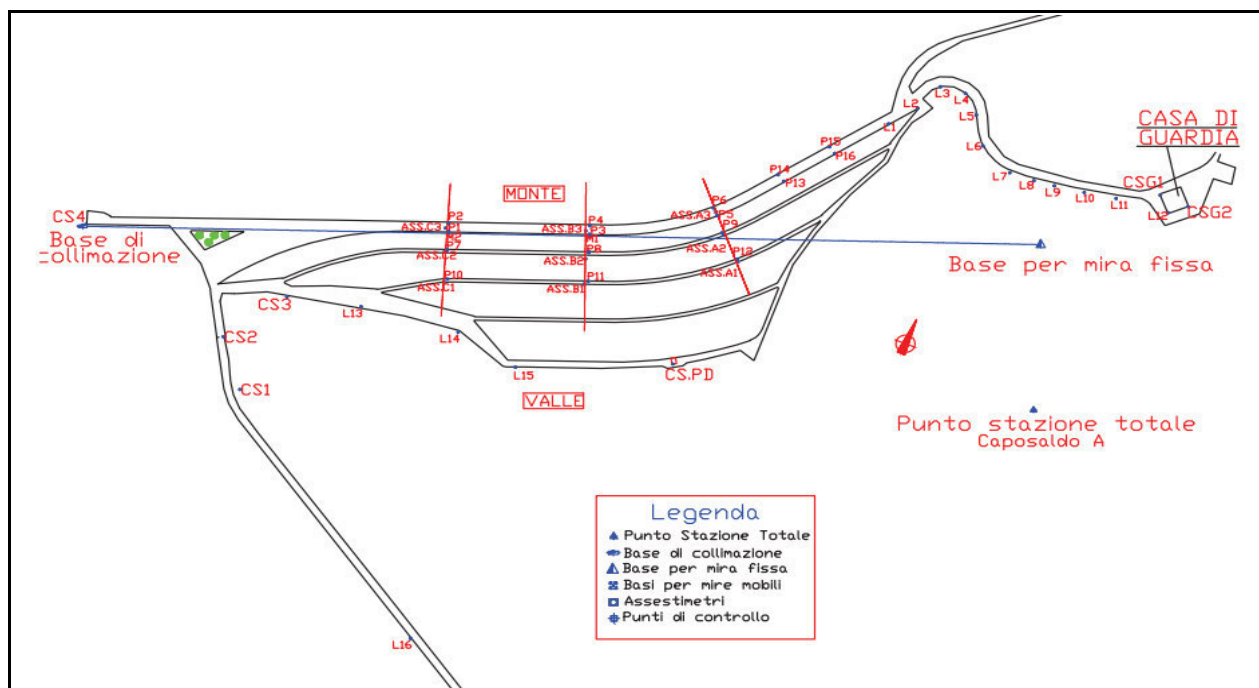 L3
L2
L4
L5
L1
CASA DI
GUARDIA
P15
P16
L6
P14
P13
L7
L8
L9
L10
L11
CSG1
L12
CSG2
MONTE
P6
ASS.A3
P5
CS4
P2
ASS.C3
P1
P4
ASS.B3
P3
M1
P9
ASS.A2
Base di
collimazione
P7
ASS.C2
P8
ASS.B2
P12
ASS.A1
Base per mira fissa
P10
ASS.C1
P11
ASS.B1
CS3
L13
CS2
L14
L15
CS.PD
CS1
VALLE
Punto stazione totale
Caposaldo A
L16
Legenda
Punto Stazione Totale
Base di collimazione
Base per mira fissa
Basi per mire mobili
Assestimetri
Punti di controllo